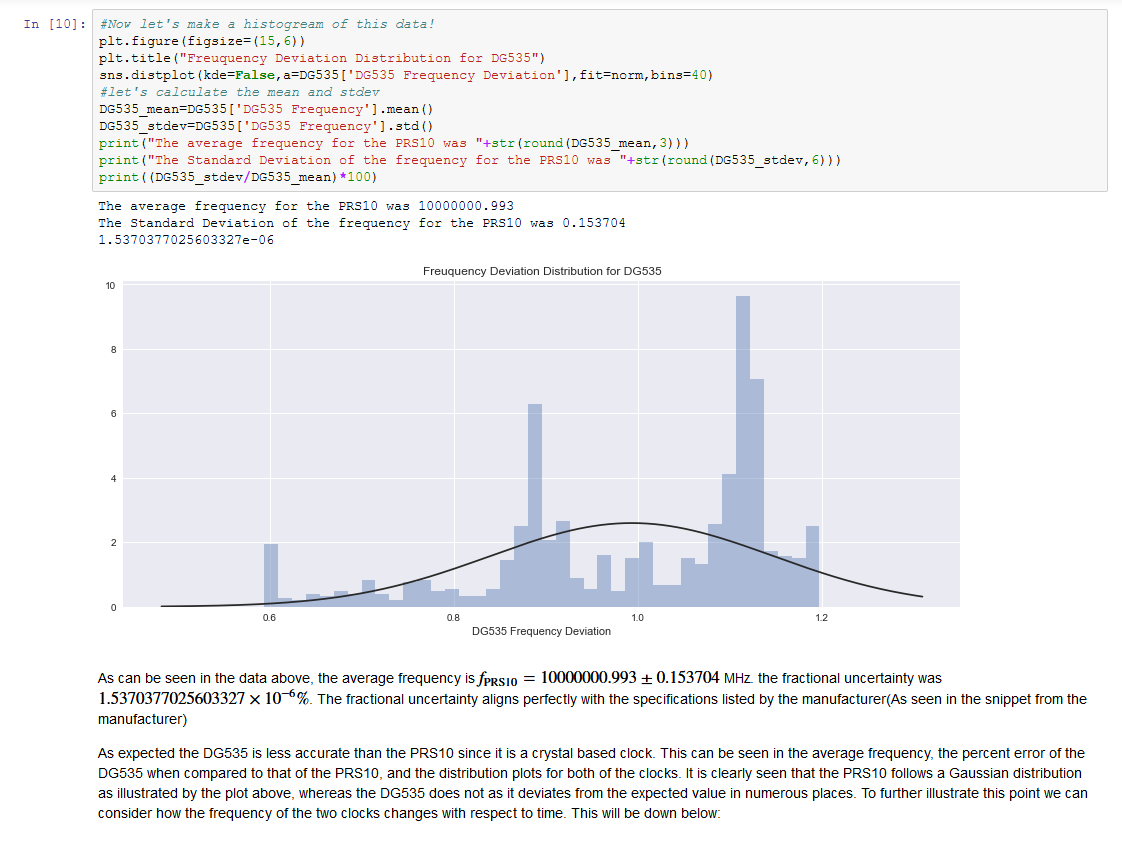 In [10]: #Now let's make a histogream of this data!
plt.figure(figsize=(15,6))
plt.title("Freuquency Deviation Distribution for DG535")
sns.distplot(kde=False,a=DG535['DG535 Frequency Deviation'],fit=norm,bins=40)
#let's calculate the mean and stdev
DG535_mean=DG535['DG535 Frequency'].mean()
DG535_stdev=DG535['DG535 Frequency'].std()
print("The average frequency for the PRS10 was "+str(round(DG535_mean,3)))
print("The Standard Deviation of the frequency for the PRS10 was "+str(round(DG535_stdev,6)))
print((DG535_stdev/DG535_mean)*100)
The average frequency for the PRS10 was 10000000.993
The Standard Deviation of the frequency for the PRS10 was 0.153704
1.5370377025603327e-06
Freuquency Deviation Distribution for DG535
10
8
6
4
2
0
0.6 0.8 1.0 1.2
DG535 Frequency Deviation
As can be seen in the data above, the average frequency is fPRS10 = 10000000.993 ± 0.153704 MHz. the fractional uncertainty was
1.5370377025603327 × 10⁻⁶%. The fractional uncertainty aligns perfectly with the specifications listed by the manufacturer(As seen in the snippet from the
manufacturer)
As expected the DG535 is less accurate than the PRS10 since it is a crystal based clock. This can be seen in the average frequency, the percent error of the
DG535 when compared to that of the PRS10, and the distribution plots for both of the clocks. It is clearly seen that the PRS10 follows a Gaussian distribution
as illustrated by the plot above, whereas the DG535 does not as it deviates from the expected value in numerous places. To further illustrate this point we can
consider how the frequency of the two clocks changes with respect to time. This will be down below: